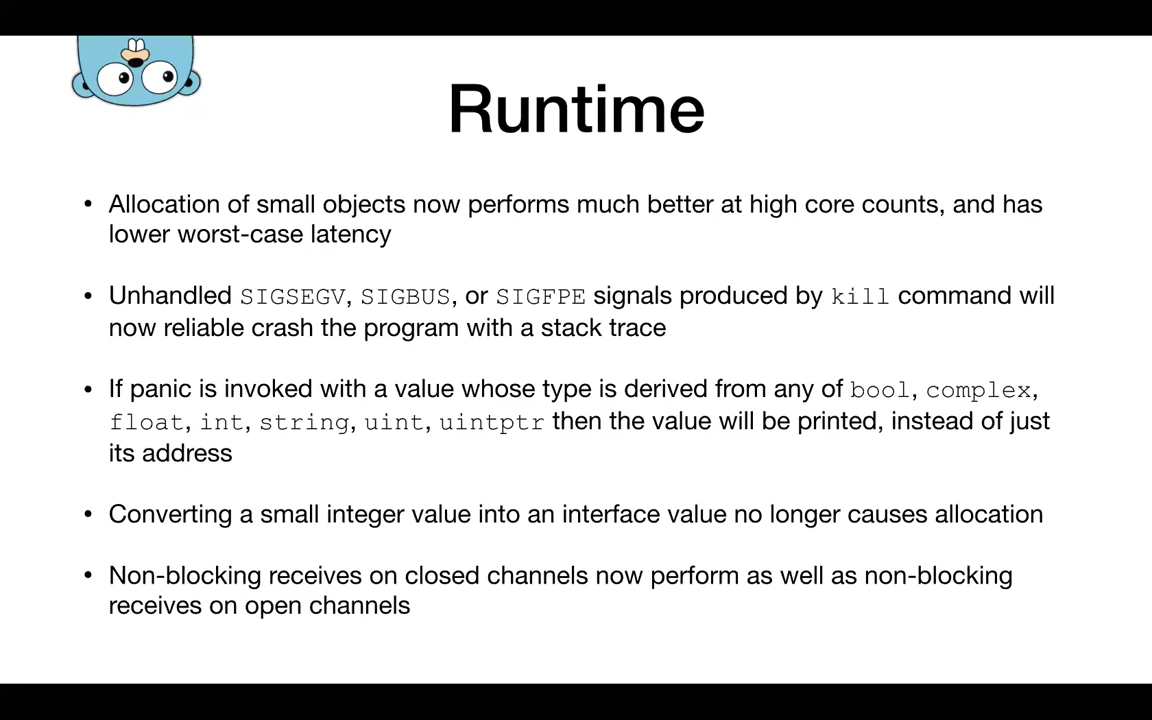 Runtime
• Allocation of small objects now performs much better at high core counts, and has
lower worst-case latency
• Unhandled SIGSEGV, SIGBUS, or SIGFPE signals produced by kill command will
now reliable crash the program with a stack trace
• If panic is invoked with a value whose type is derived from any of bool, complex,
float, int, string, uint, uintptr then the value will be printed, instead of just
its address
• Converting a small integer value into an interface value no longer causes allocation
• Non-blocking receives on closed channels now perform as well as non-blocking
receives on open channels